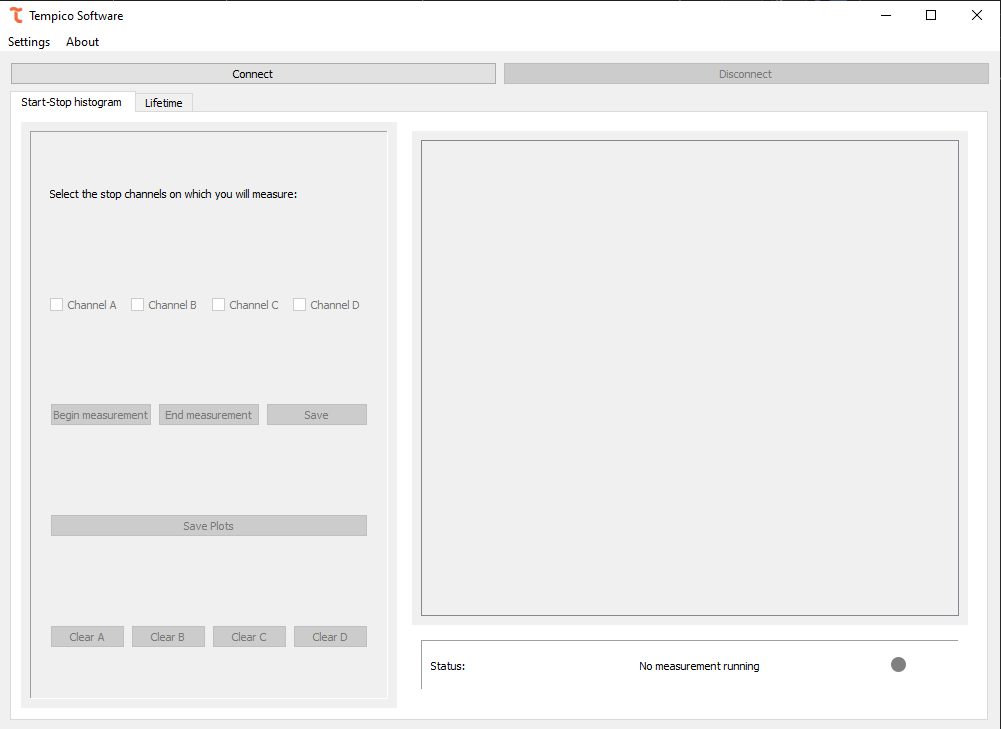 Tempico Software
Settings About
Connect Disconnect
Start-Stop histogram Lifetime
Select the stop channels on which you will measure:
Channel A Channel B Channel C Channel D
Begin measurement End measurement Save
Save Plots
Clear A Clear B Clear C Clear D
Status: No measurement running